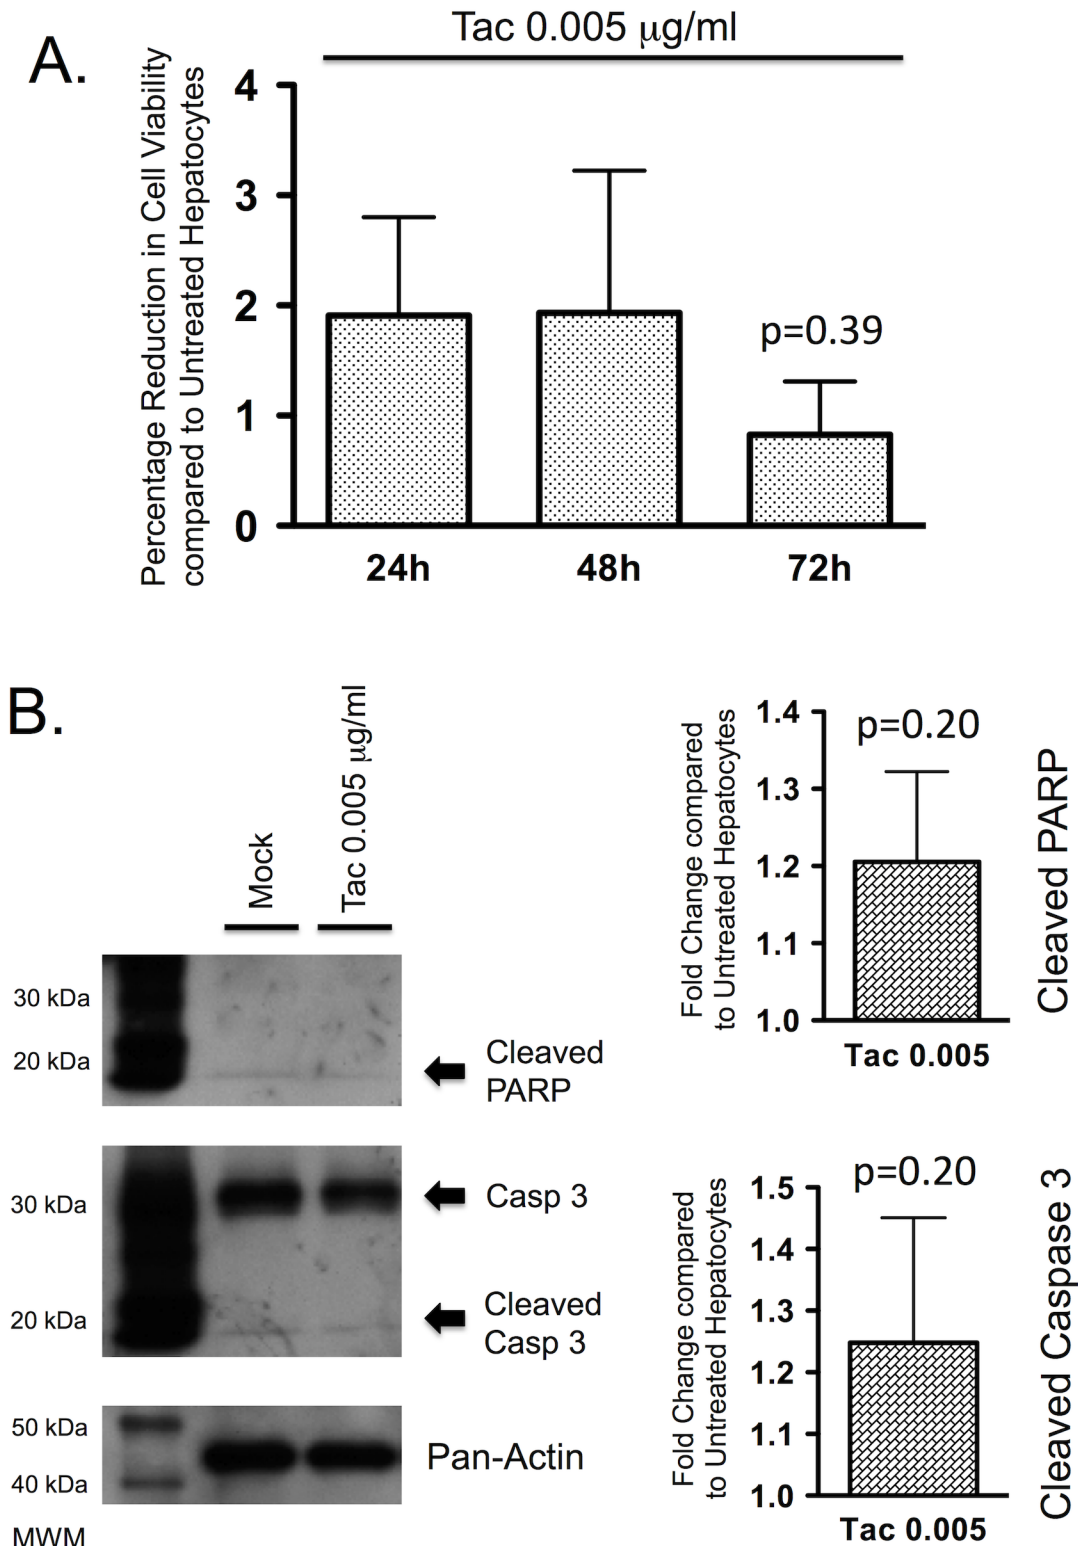 A.
Tac 0.005 μg/ml
Percentage Reduction in Cell Viability
compared to Untreated Hepatocytes
4
3
2
1
0
p=0.39
24h
48h
72h
B.
Mock
Tac 0.005 μg/ml
30 kDa
20 kDa
Cleaved
PARP
30 kDa
20 kDa
Casp 3
Cleaved
Casp 3
50 kDa
40 kDa
Pan-Actin
MWM
Fold Change compared
to Untreated Hepatocytes
1.4
1.3
1.2
1.1
1.0
p=0.20
Tac 0.005
Cleaved PARP
Fold Change compared
to Untreated Hepatocytes
1.5
1.4
1.3
1.2
1.1
1.0
p=0.20
Tac 0.005
Cleaved Caspase 3